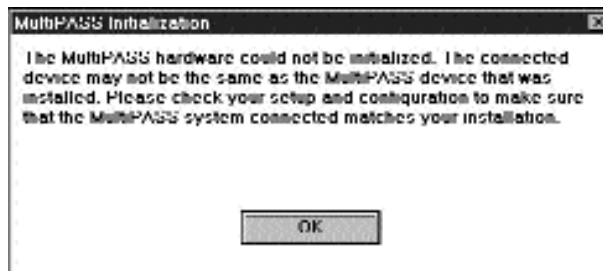 MultiPASS Initialization
The MultiPASS hardware could not be initialized. The connected
device may not be the same as the MultiPASS device that was
installed. Please check your setup and configuration to make sure
that the MultiPASS system connected matches your installation.
OK